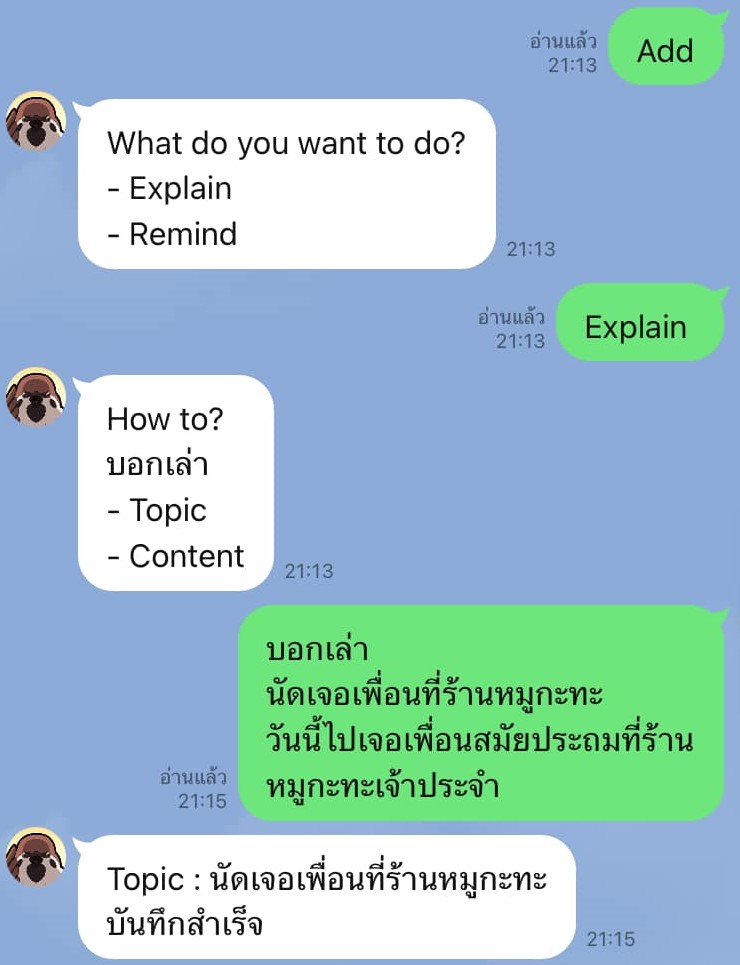 อ่านแล้ว
21:13
Add
What do you want to do?
- Explain
- Remind
21:13
อ่านแล้ว
21:13
Explain
How to?
บอกเล่า
- Topic
- Content
21:13
บอกเล่า
นัดเจอเพื่อนที่ร้านหมูกะทะ
วันนี้ไปเจอเพื่อนสมัยประถมที่ร้าน
หมูกะทะเจ้าประจำ
อ่านแล้ว
21:15
Topic : นัดเจอเพื่อนที่ร้านหมูกะทะ
บันทึกสำเร็จ
21:15